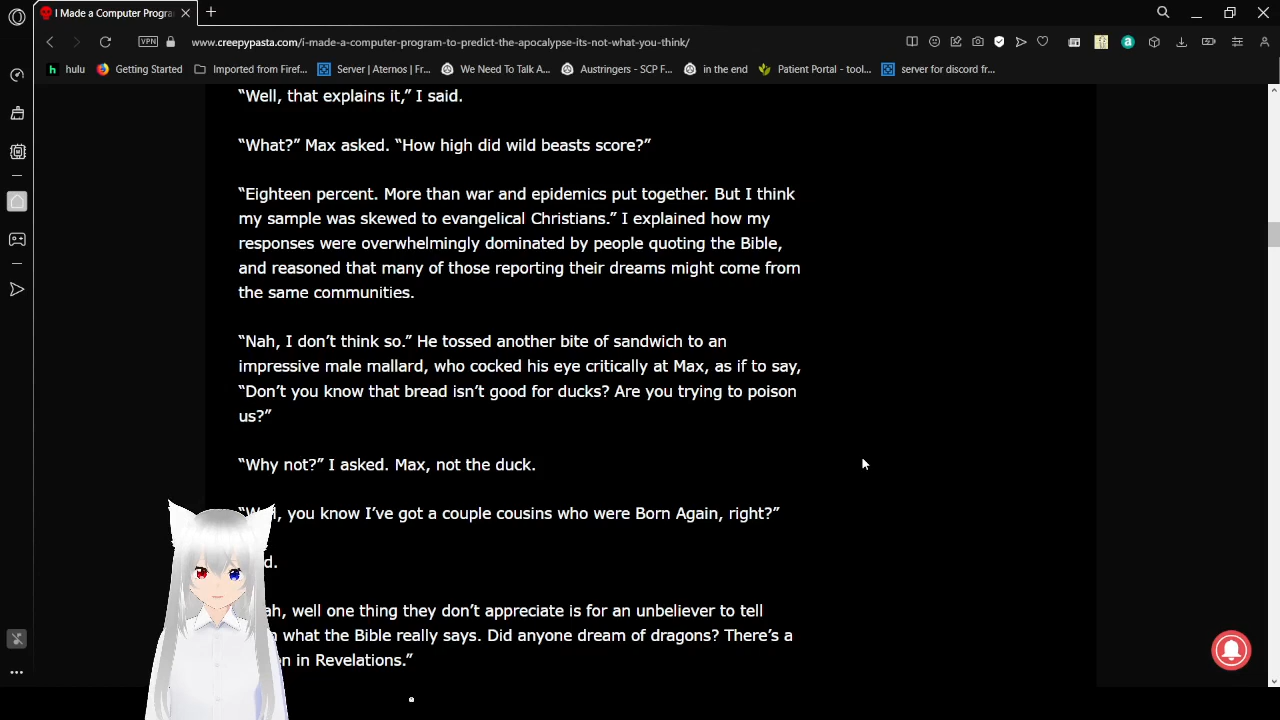 I Made a Computer Progra
VPN
www.creepypasta.com/i-made-a-computer-program-to-predict-the-apocalypse-its-not-what-you-think/
hulu
Getting Started
Imported from Firef...
Server | Aternos | Fr...
We Need To Talk A...
Austringers - SCP F...
in the end
Patient Portal - tool...
server for discord fr...
“Well, that explains it,” I said.
“What?” Max asked. “How high did wild beasts score?”
“Eighteen percent. More than war and epidemics put together. But I think
my sample was skewed to evangelical Christians.” I explained how my
responses were overwhelmingly dominated by people quoting the Bible,
and reasoned that many of those reporting their dreams might come from
the same communities.
“Nah, I don’t think so.” He tossed another bite of sandwich to an
impressive male mallard, who cocked his eye critically at Max, as if to say,
“Don’t you know that bread isn’t good for ducks? Are you trying to poison
us?”
“Why not?” I asked. Max, not the duck.
you know I’ve got a couple cousins who were Born Again, right?”
well one thing they don’t appreciate is for an unbeliever to tell
what the Bible really says. Did anyone dream of dragons? There’s a
in Revelations.”